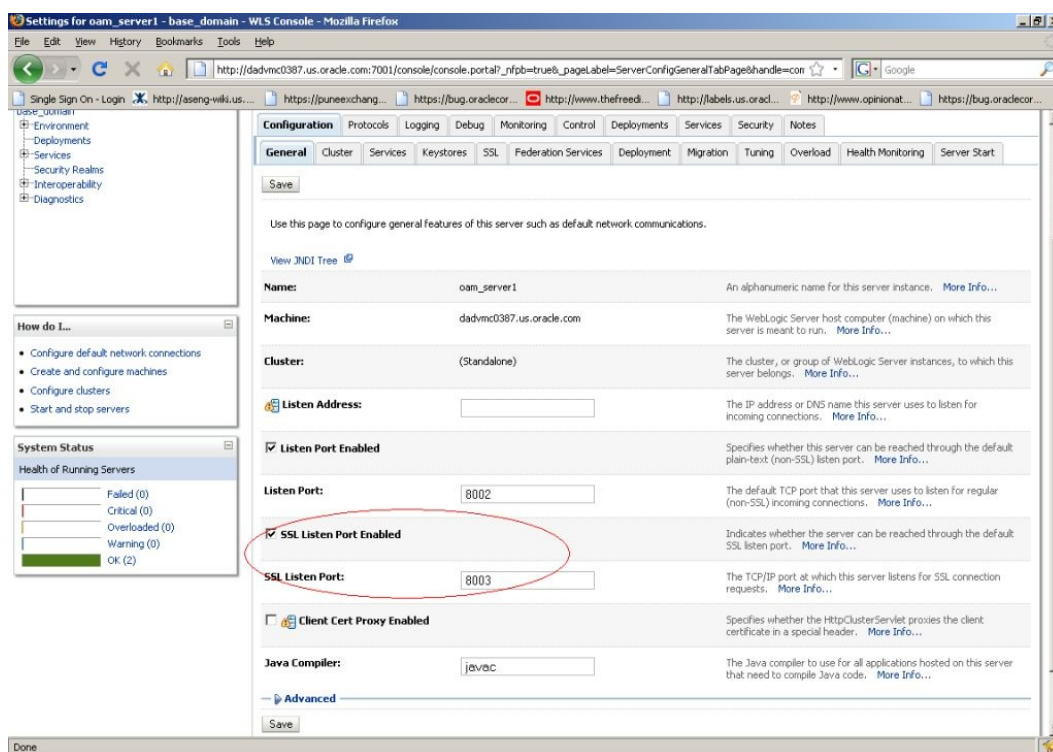 Settings for oam_server1 - base_domain - WLS Console - Mozilla Firefox
File Edit View History Bookmarks Tools Help
http://dadvmc0387.us.oracle.com:7001/console/console.portal?_nfpb=true&_pageLabel=ServerConfigGeneralTabPage&handle=com
Google
Single Sign On - Login http://aseng-wiki.us.... https://puneexchang... https://bug.oraclecor... http://www.thefreedi... http://labels.us.oracl... http://www.opinionat... https://bug.oraclecor...
base_domain
Environment
Deployments
Services
Security Realms
Interoperability
Diagnostics
How do I...
Configure default network connections
Create and configure machines
Configure clusters
Start and stop servers
System Status
Health of Running Servers
Failed (0)
Critical (0)
Overloaded (0)
Warning (0)
OK (2)
Configuration Protocols Logging Debug Monitoring Control Deployments Services Security Notes
General Cluster Services Keystores SSL Federation Services Deployment Migration Tuning Overload Health Monitoring Server Start
Save
Use this page to configure general features of this server such as default network communications.
View JNDI Tree
Name: oam_server1 An alphanumeric name for this server instance. More Info...
Machine: dadvmc0387.us.oracle.com The WebLogic Server host computer (machine) on which this
server is meant to run. More Info...
Cluster: (Standalone) The cluster, or group of WebLogic Server instances, to which this
server belongs. More Info...
Listen Address: The IP address or DNS name this server uses to listen for
incoming connections. More Info...
Listen Port Enabled Specifies whether this server can be reached through the default
plain-text (non-SSL) listen port. More Info...
Listen Port: 8002 The default TCP port that this server uses to listen for regular
(non-SSL) incoming connections. More Info...
SSL Listen Port Enabled Indicates whether the server can be reached through the default
SSL listen port. More Info...
SSL Listen Port: 8003 The TCP/IP port at which this server listens for SSL connection
requests. More Info...
Client Cert Proxy Enabled Specifies whether the HttpClusterServlet proxies the client
certificate in a special header. More Info...
Java Compiler: javac The Java compiler to use for all applications hosted on this server
that need to compile Java code. More Info...
Advanced
Save
Done